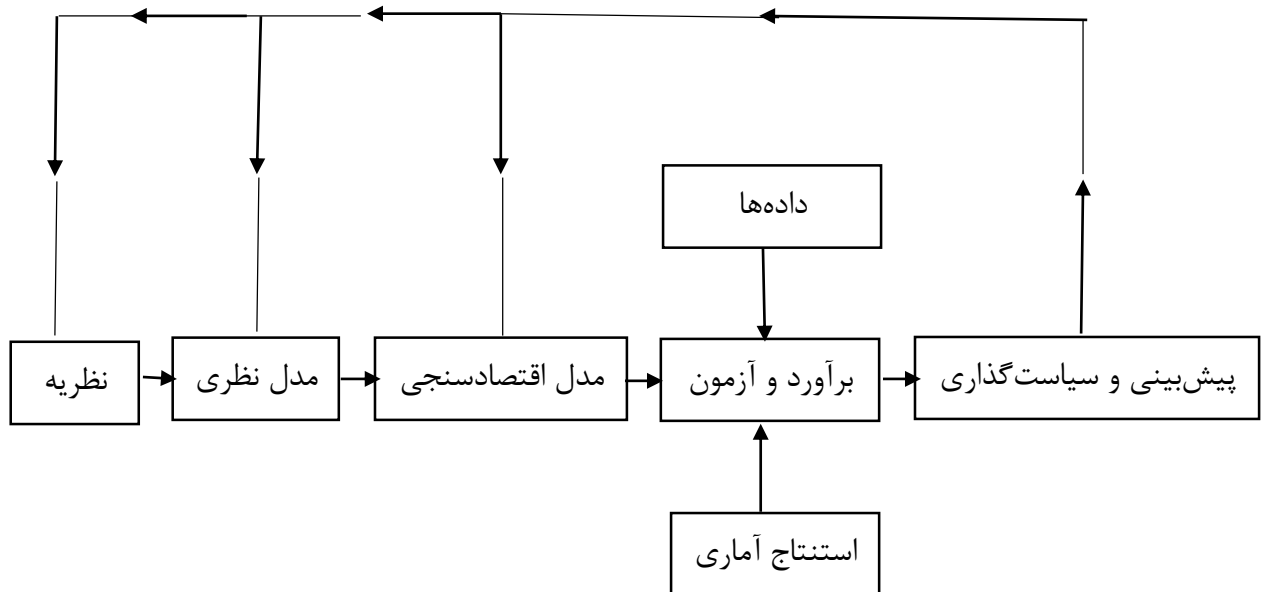 داده‌ها
نظریه
مدل نظری
مدل اقتصادسنجی
برآورد و آزمون
پیش‌بینی و سیاست‌گذاری
استنتاج آماری